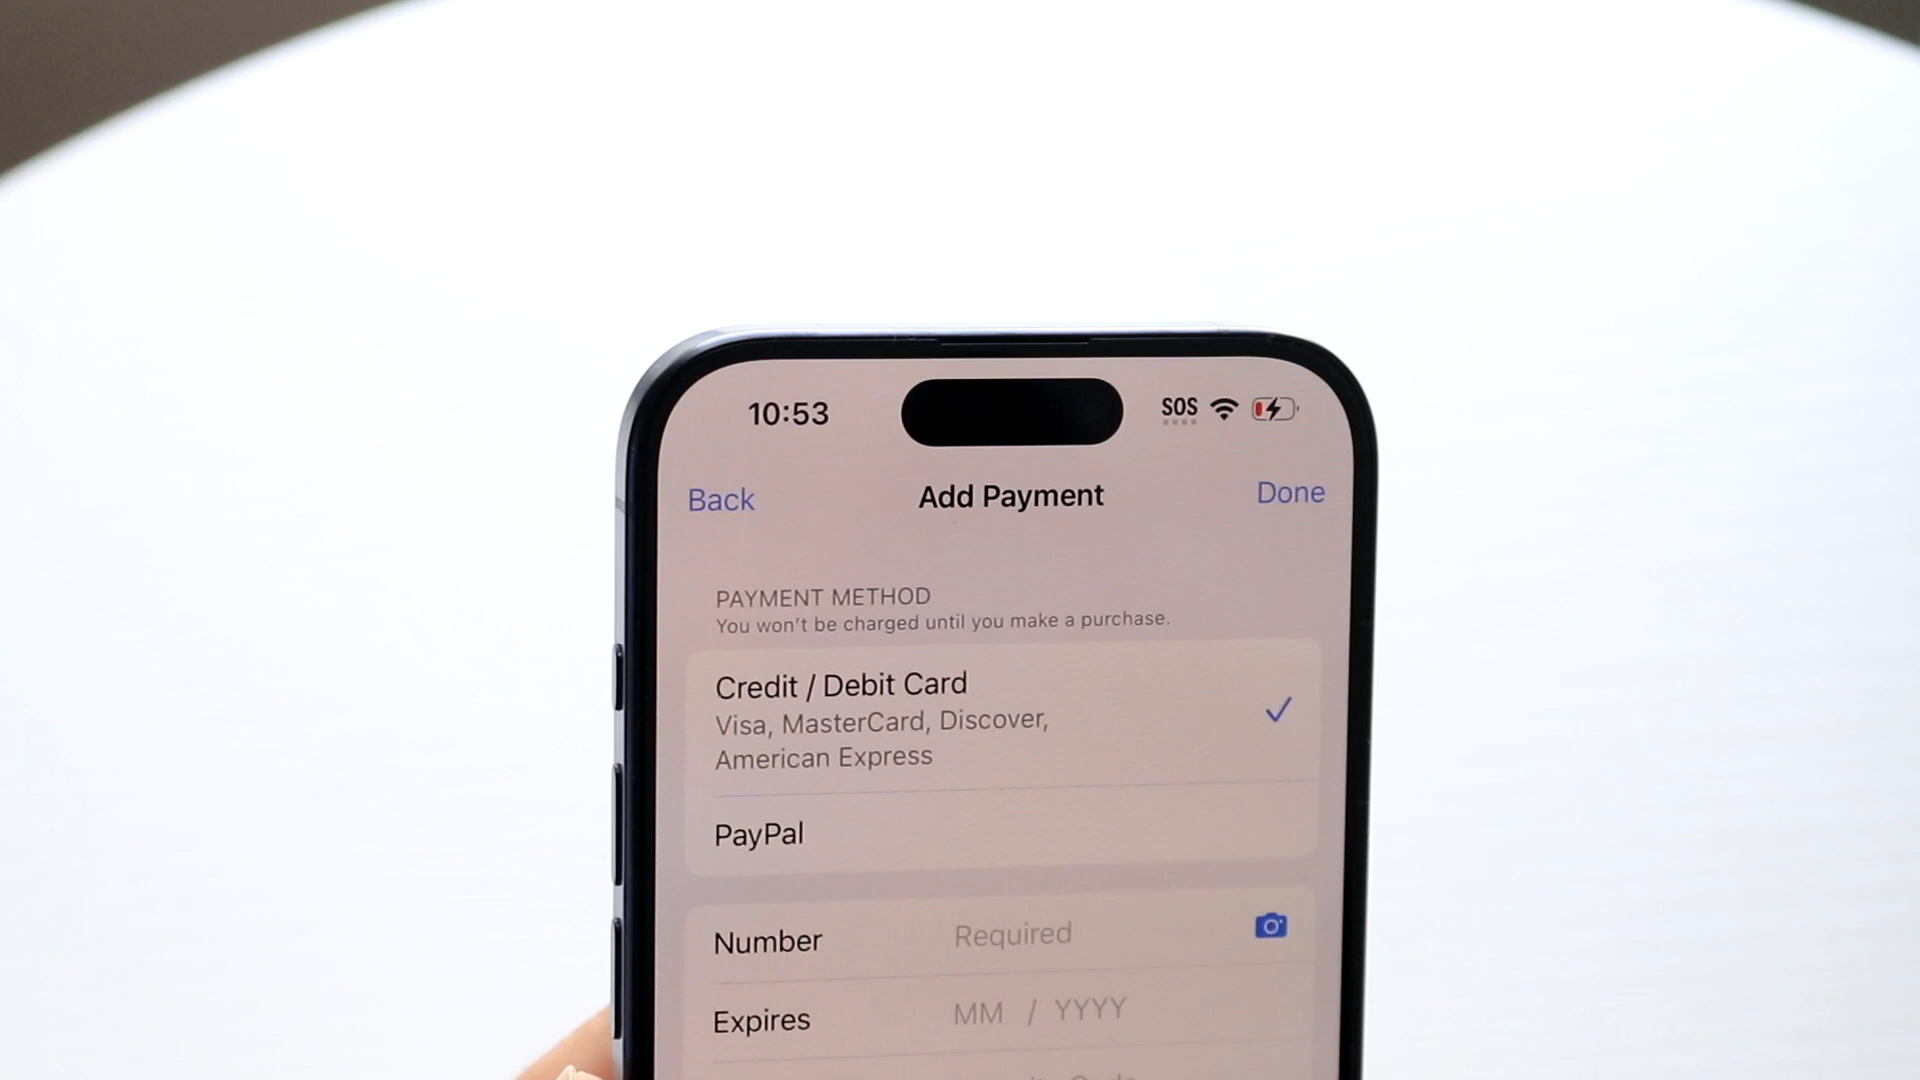 10:53 SOS
Back Add Payment Done
PAYMENT METHOD
You won't be charged until you make a purchase.
Credit / Debit Card
Visa, MasterCard, Discover,
American Express
PayPal
Number Required
Expires MM / YYYY